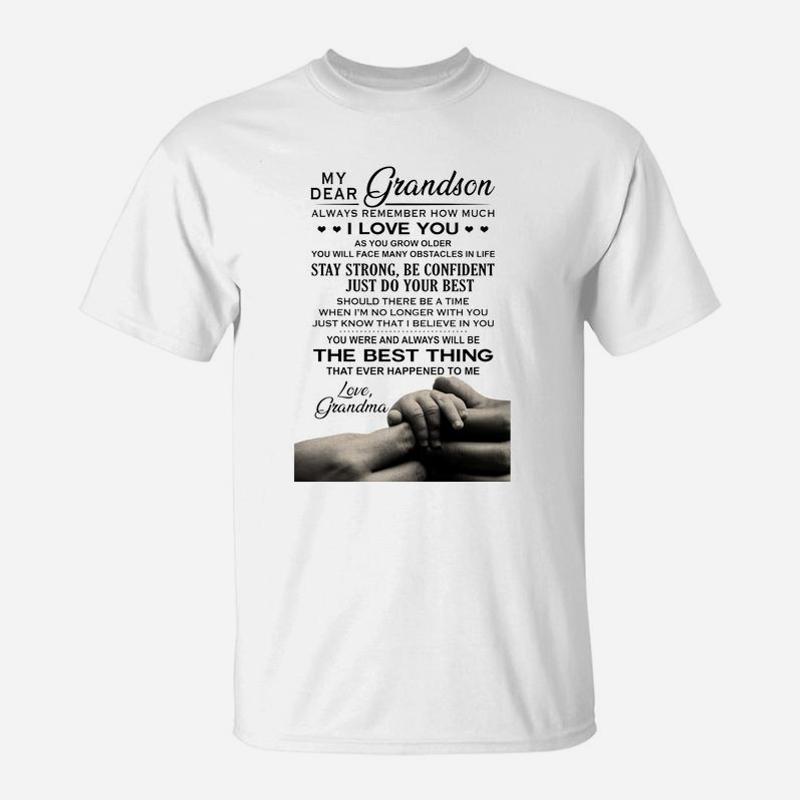 MY DEAR Grandson
ALWAYS REMEMBER HOW MUCH
I LOVE YOU
AS YOU GROW OLDER
YOU WILL FACE MANY OBSTACLES IN LIFE
STAY STRONG, BE CONFIDENT
JUST DO YOUR BEST
SHOULD THERE BE A TIME
WHEN I'M NO LONGER WITH YOU
JUST KNOW THAT I BELIEVE IN YOU
YOU WERE AND ALWAYS WILL BE
THE BEST THING
THAT EVER HAPPENED TO ME
Love,
Grandma